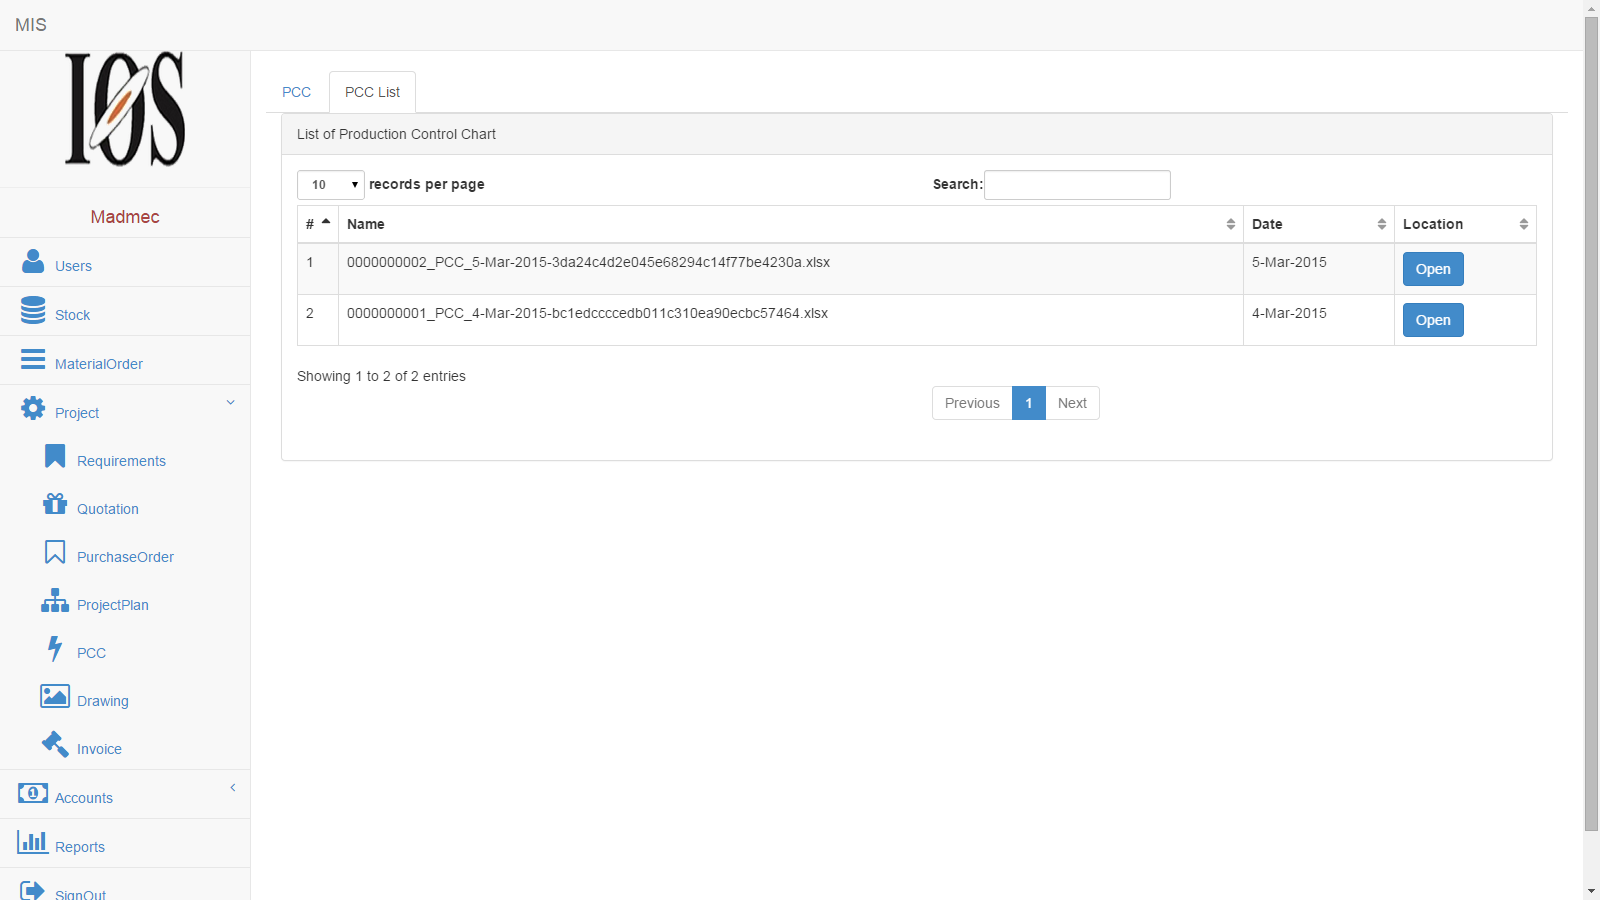 MIS
IOS
Madmec
Users
Stock
MaterialOrder
Project
Requirements
Quotation
PurchaseOrder
ProjectPlan
PCC
Drawing
Invoice
Accounts
Reports
SignOut
PCC
PCC List
List of Production Control Chart
10 records per page
Search:
# Name Date Location
1 0000000002_PCC_5-Mar-2015-3da24c4d2e045e68294c14f77be4230a.xlsx 5-Mar-2015 Open
2 0000000001_PCC_4-Mar-2015-bc1edccccedb011c310ea90ecbc57464.xlsx 4-Mar-2015 Open
Showing 1 to 2 of 2 entries
Previous 1 Next